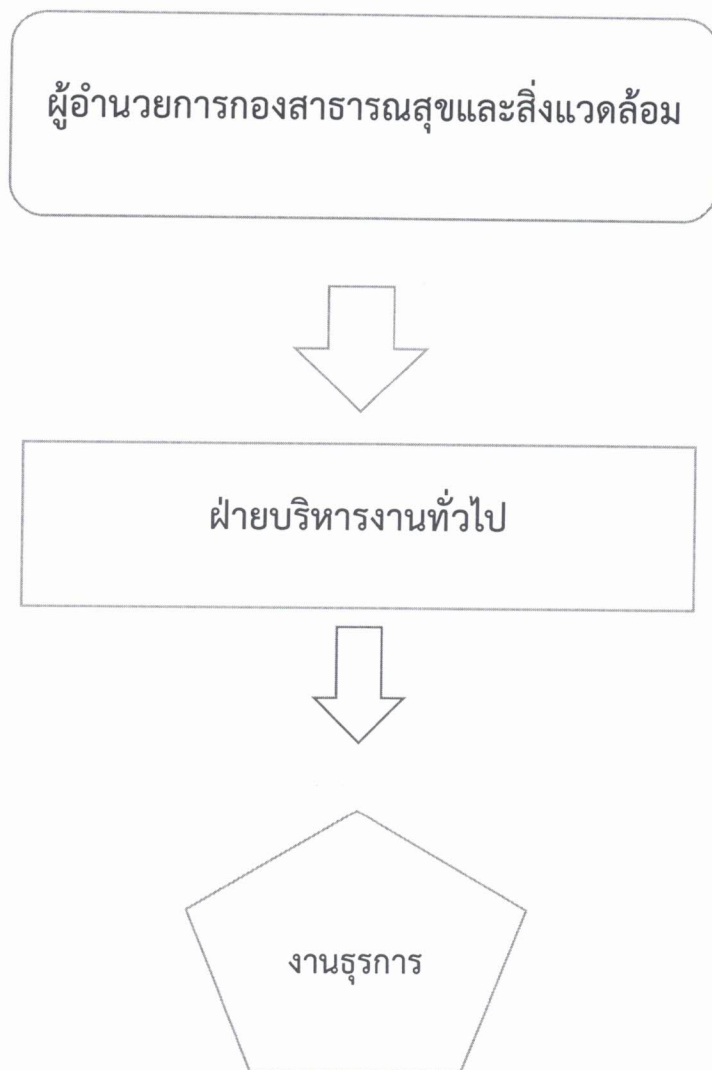 ผู้อำนวยการกองสาธารณสุขและสิ่งแวดล้อม
ฝ่ายบริหารงานทั่วไป
งานธุรการ